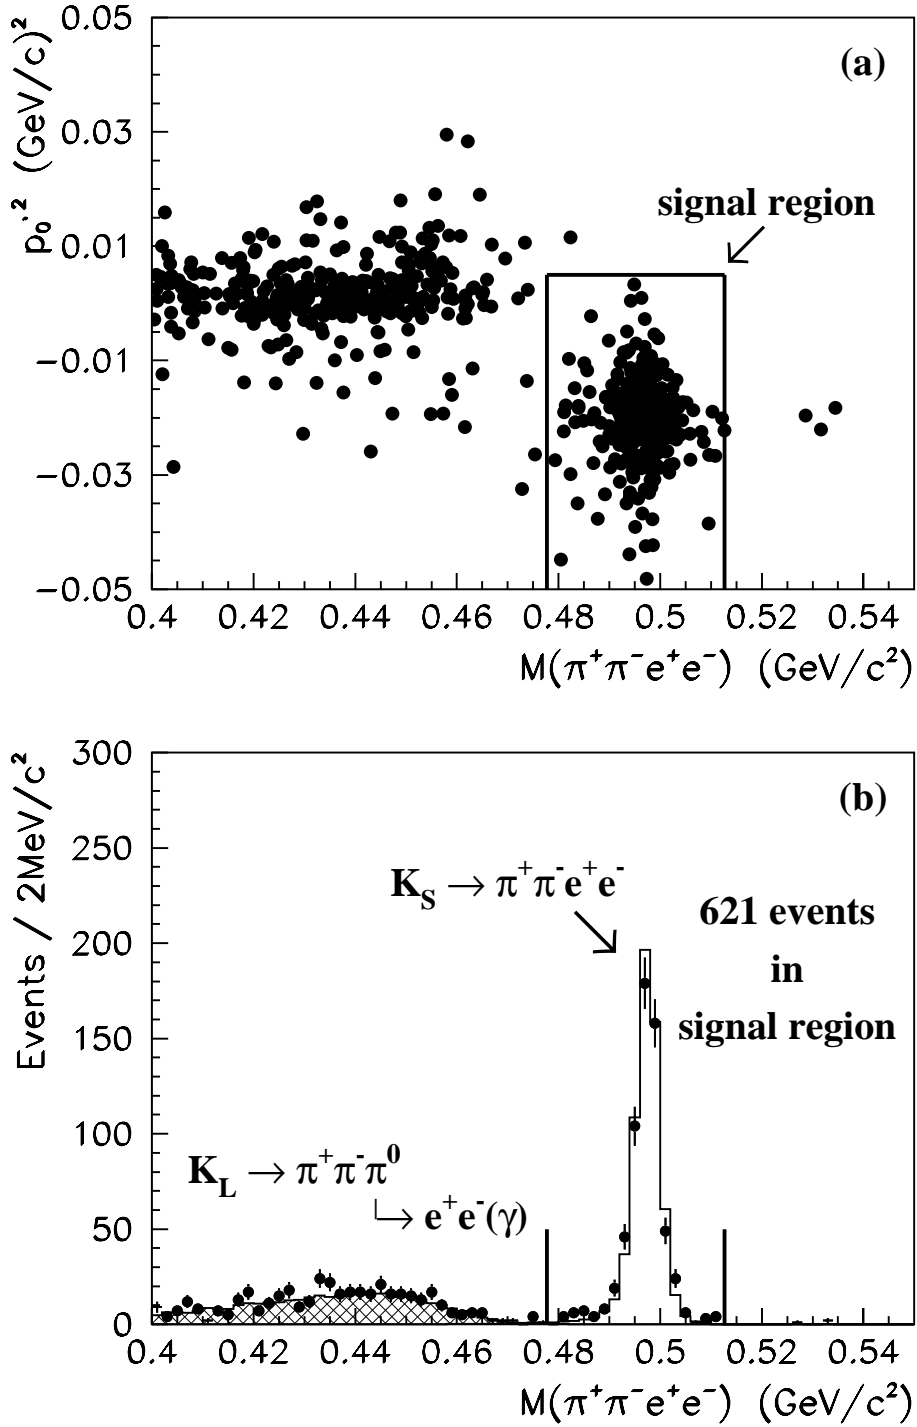 (a)
p₀'² (GeV/c)²
0.05
0.03
0.01
−0.01
−0.03
−0.05
signal region
0.4 0.42 0.44 0.46 0.48 0.5 0.52 0.54
M(π⁺π⁻e⁺e⁻) (GeV/c²)
(b)
Events / 2MeV/c²
300
250
200
150
100
50
0
K_S → π⁺π⁻e⁺e⁻
621 events
in
signal region
K_L → π⁺π⁻π⁰
→ e⁺e⁻(γ)
0.4 0.42 0.44 0.46 0.48 0.5 0.52 0.54
M(π⁺π⁻e⁺e⁻) (GeV/c²)